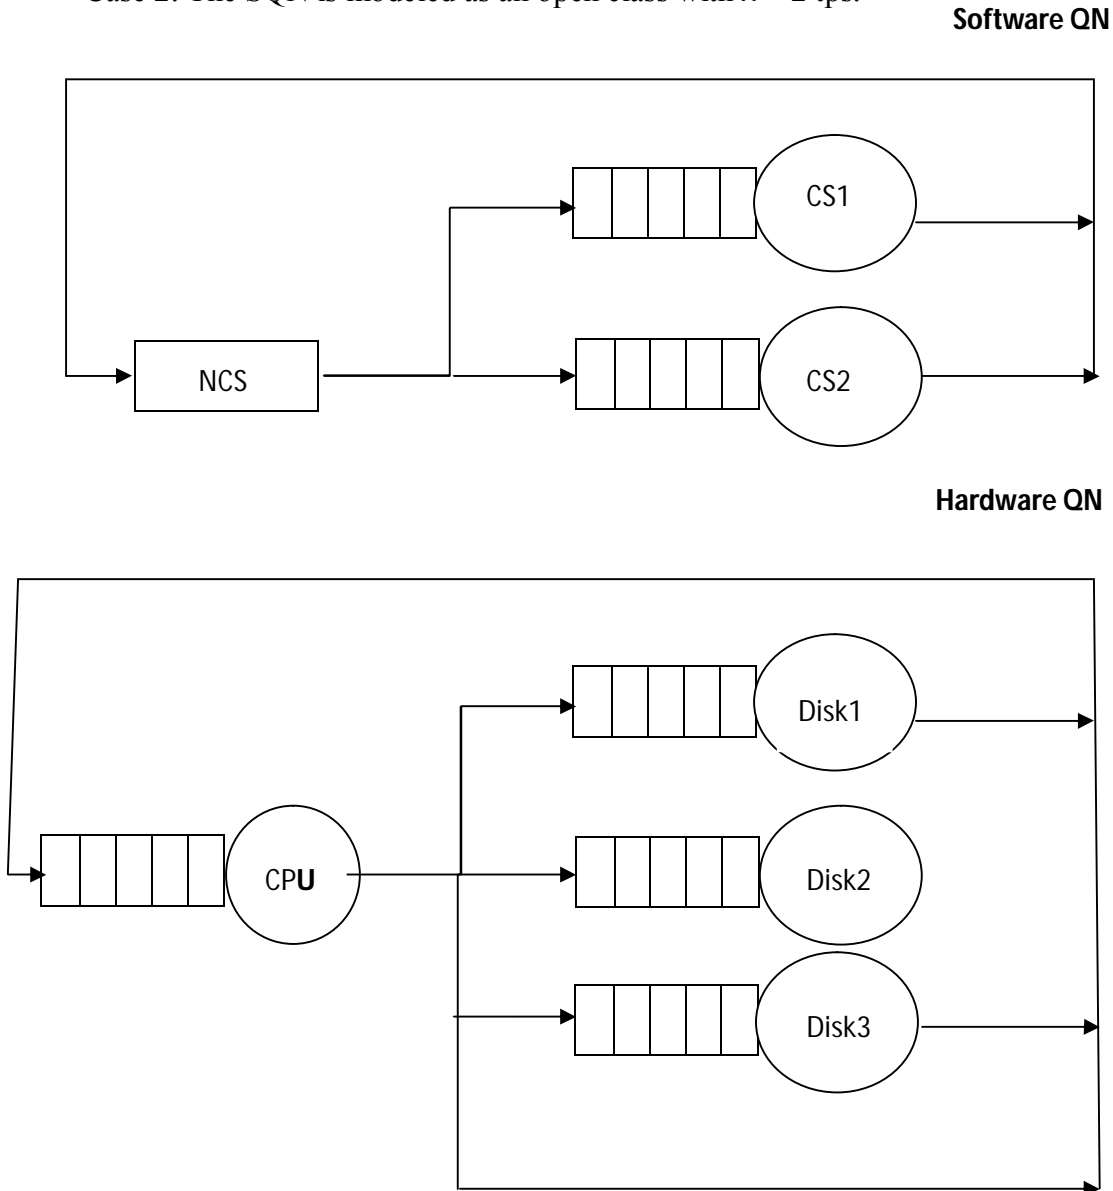 Software QN
CS1
NCS
CS2
Hardware QN
Disk1
CPU
Disk2
Disk3